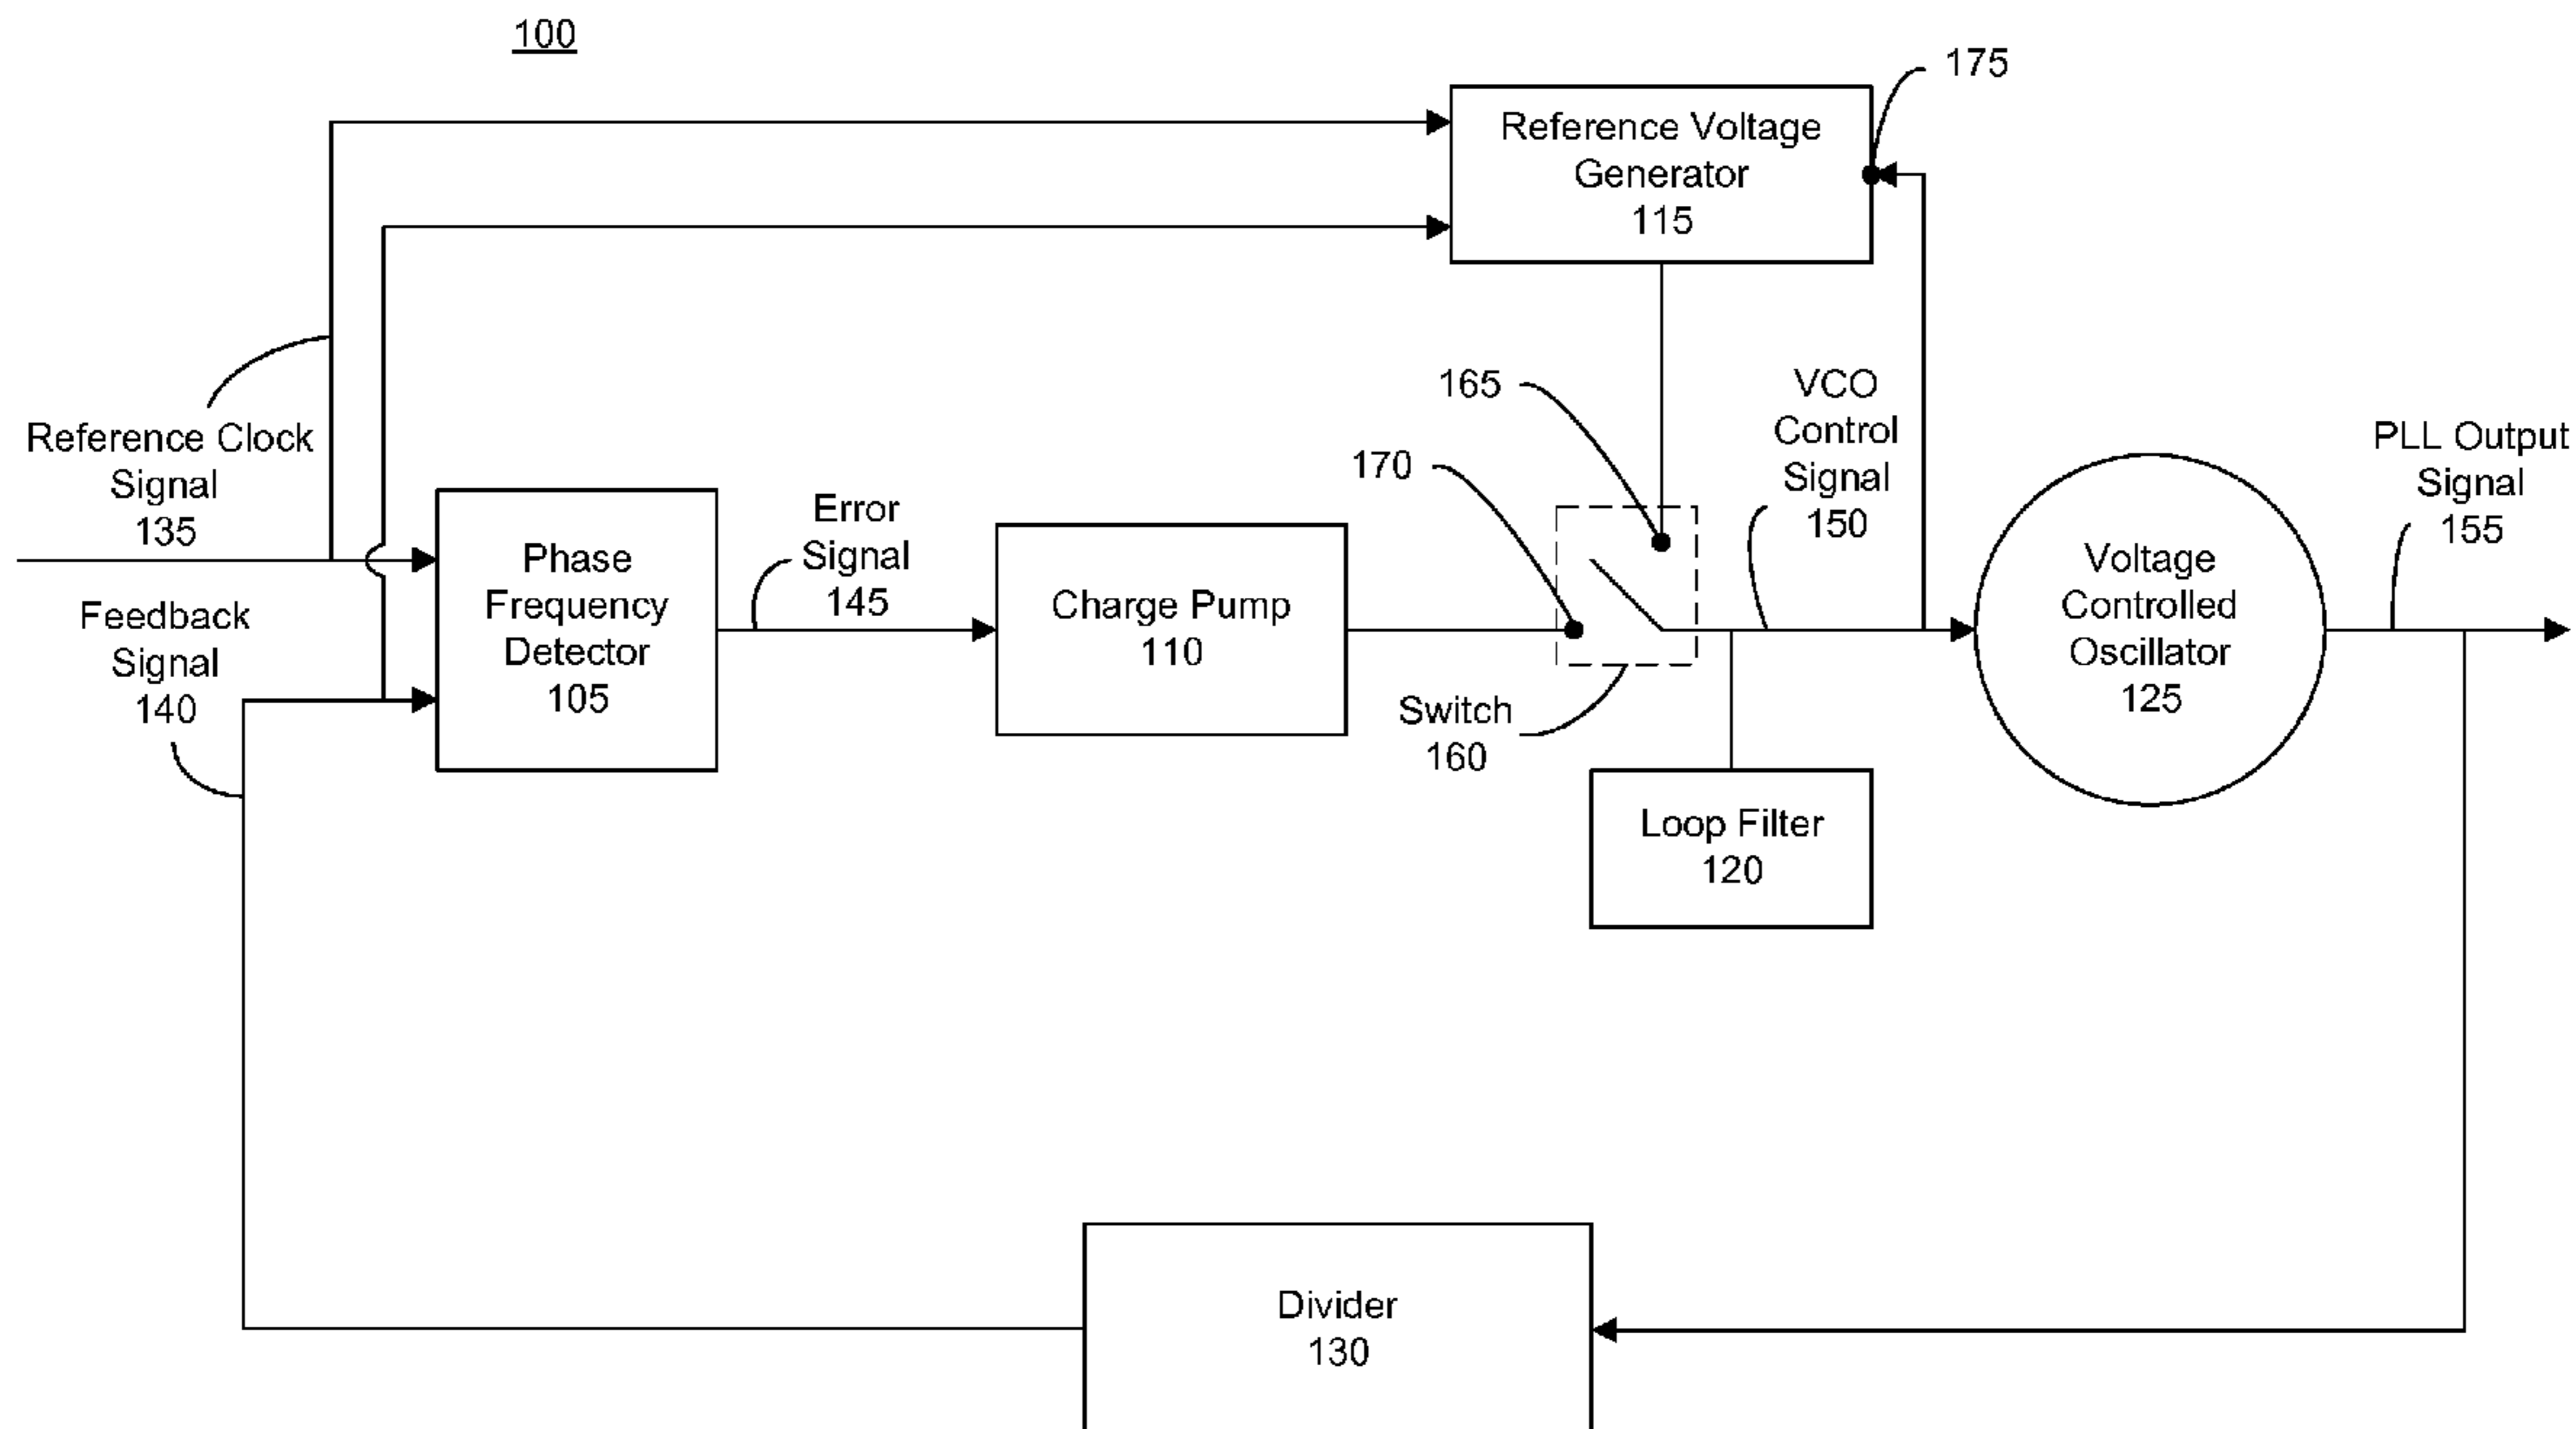 100
175
Reference Voltage
Generator
115
165
VCO
Control
Signal
150
170
PLL Output
Signal
155
Reference Clock
Signal
135
Error
Signal
145
Phase
Frequency
Detector
105
Charge Pump
110
Voltage
Controlled
Oscillator
125
Feedback
Signal
140
Switch
160
Loop Filter
120
Divider
130